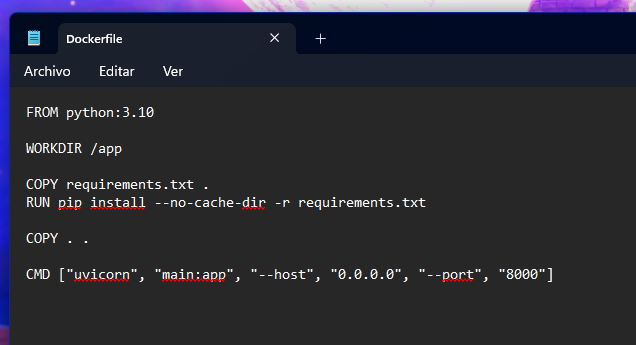 Dockerfile
Archivo Editar Ver
FROM python:3.10
WORKDIR /app
COPY requirements.txt .
RUN pip install --no-cache-dir -r requirements.txt
COPY . .
CMD ["uvicorn", "main:app", "--host", "0.0.0.0", "--port", "8000"]